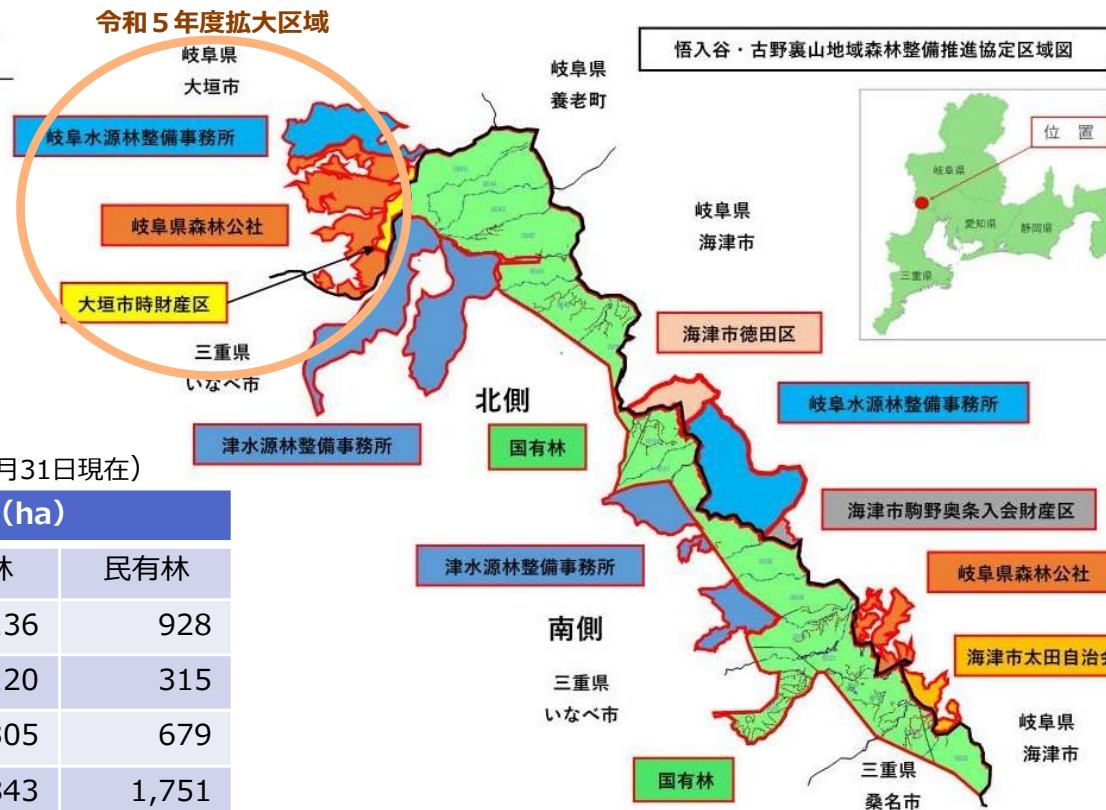 令和５年度拡大区域
岐阜県
大垣市
岐阜県
養老町
悟入谷・古野裏山地域森林整備推進協定区域図
岐阜水源林整備事務所
岐阜県森林公社
大垣市時財産区
三重県
いなべ市
岐阜県
海津市
位 置
岐阜県
愛知県
静岡県
三重県
海津市徳田区
北側
岐阜水源林整備事務所
津水源林整備事務所
国有林
海津市駒野奥条入会財産区
津水源林整備事務所
岐阜県森林公社
南側
海津市太田自治会
三重県
いなべ市
岐阜県
海津市
国有林
三重県
桑名市
月31日現在）
（ha）
林 民有林
36 928
20 315
305 679
343 1,751